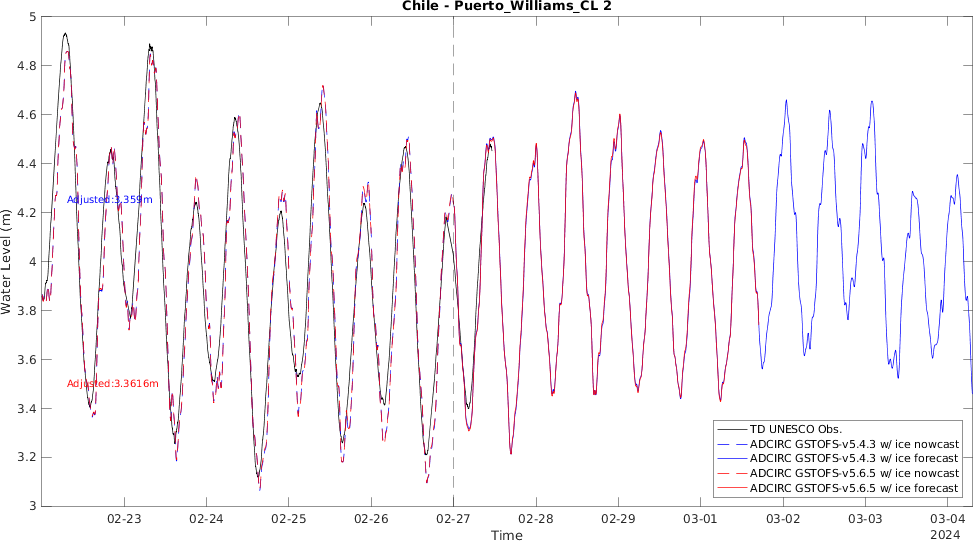 Chile - Puerto_Williams_CL 2
5
4.8
4.6
4.4
4.2
4
3.8
3.6
3.4
3.2
3
Water Level (m)
Adjusted:3.359m
Adjusted:3.3616m
TD UNESCO Obs.
ADCIRC GSTOFS-v5.4.3 w/ ice nowcast
ADCIRC GSTOFS-v5.4.3 w/ ice forecast
ADCIRC GSTOFS-v5.6.5 w/ ice nowcast
ADCIRC GSTOFS-v5.6.5 w/ ice forecast
02-23 02-24 02-25 02-26 02-27 02-28 02-29 03-01 03-02 03-03 03-04
2024
Time